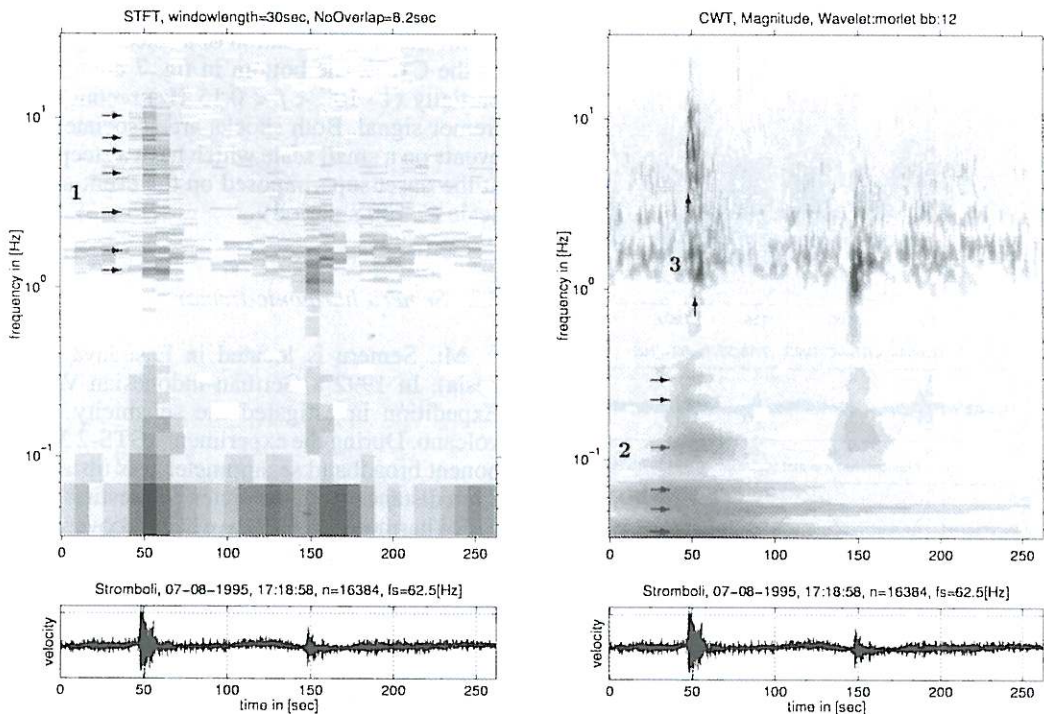 STFT, windowlength=30sec, NoOverlap=8.2sec
frequency in [Hz]
10¹
10⁰
10⁻¹
1
0 50 100 150 200 250
Stromboli, 07-08-1995, 17:18:58, n=16384, fs=62.5[Hz]
velocity
0 50 100 150 200 250
time in [sec]
CWT, Magnitude, Wavelet:morlet bb:12
frequency in [Hz]
10¹
10⁰
10⁻¹
3
2
0 50 100 150 200 250
Stromboli, 07-08-1995, 17:18:58, n=16384, fs=62.5[Hz]
velocity
0 50 100 150 200 250
time in [sec]